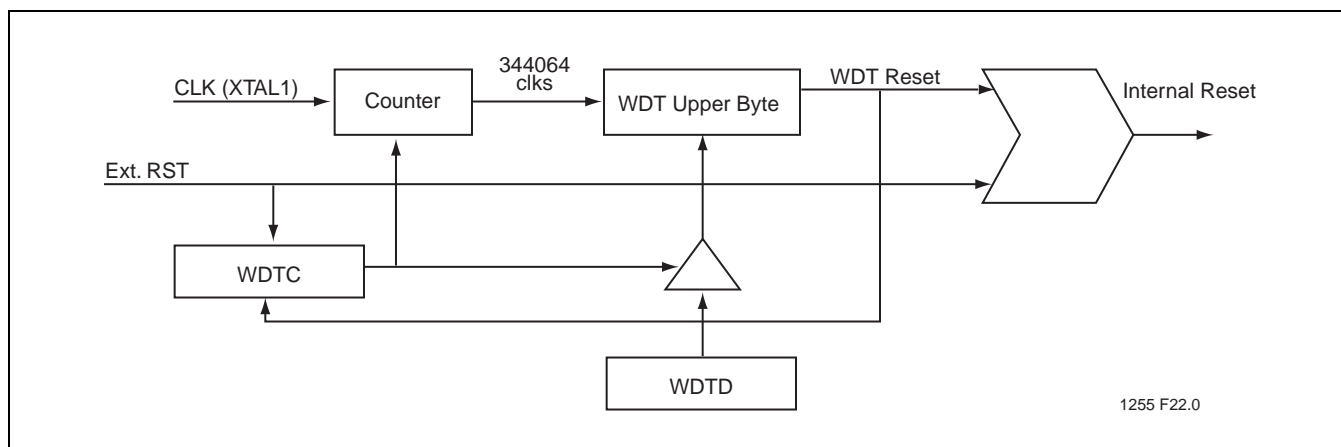 CLK (XTAL1)
Counter
344064
clks
WDT Upper Byte
WDT Reset
Internal Reset
Ext. RST
WDTC
WDTD
1255 F22.0